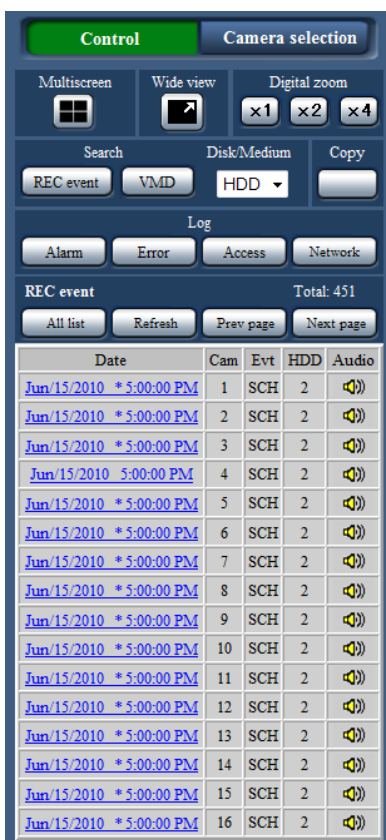 Control Camera selection
Multiscreen Wide view Digital zoom
x1 x2 x4
Search Disk/Medium Copy
REC event VMD HDD
Log
Alarm Error Access Network
REC event Total: 451
All list Refresh Prev page Next page
Date Cam Evt HDD Audio
Jun/15/2010 * 5:00:00 PM 1 SCH 2
Jun/15/2010 * 5:00:00 PM 2 SCH 2
Jun/15/2010 * 5:00:00 PM 3 SCH 2
Jun/15/2010 5:00:00 PM 4 SCH 2
Jun/15/2010 * 5:00:00 PM 5 SCH 2
Jun/15/2010 * 5:00:00 PM 6 SCH 2
Jun/15/2010 * 5:00:00 PM 7 SCH 2
Jun/15/2010 * 5:00:00 PM 8 SCH 2
Jun/15/2010 * 5:00:00 PM 9 SCH 2
Jun/15/2010 * 5:00:00 PM 10 SCH 2
Jun/15/2010 * 5:00:00 PM 11 SCH 2
Jun/15/2010 * 5:00:00 PM 12 SCH 2
Jun/15/2010 * 5:00:00 PM 13 SCH 2
Jun/15/2010 * 5:00:00 PM 14 SCH 2
Jun/15/2010 * 5:00:00 PM 15 SCH 2
Jun/15/2010 * 5:00:00 PM 16 SCH 2